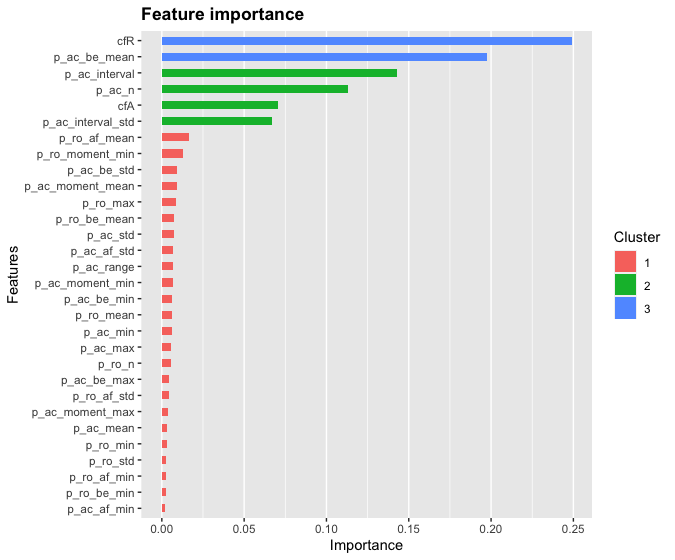 Feature importance
cfR
p_ac_be_mean
p_ac_interval
p_ac_n
cfA
p_ac_interval_std
p_ro_af_mean
p_ro_moment_min
p_ac_be_std
p_ac_moment_mean
p_ro_max
p_ro_be_mean
p_ac_std
p_ac_af_std
p_ac_range
p_ac_moment_min
p_ac_be_min
p_ro_mean
p_ac_min
p_ac_max
p_ro_n
p_ac_be_max
p_ro_af_std
p_ac_moment_max
p_ac_mean
p_ro_min
p_ro_std
p_ro_af_min
p_ro_be_min
p_ac_af_min
Features
0.00 0.05 0.10 0.15 0.20 0.25
Importance
Cluster
1
2
3